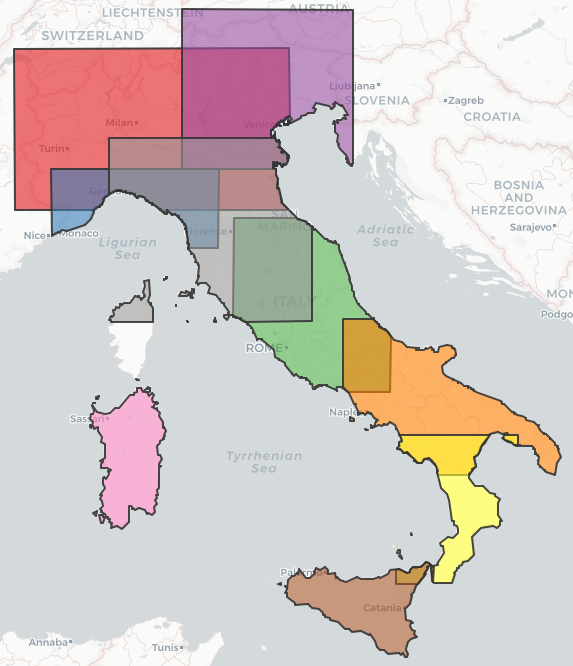 LIECHTENSTEIN
AUSTRIA
SWITZERLAND
Ljubljana
SLOVENIA
Zagreb
CROATIA
Milan
Venice
Turin
BOSNIA
AND
HERZEGOVINA
Sarajevo
Genoa
Nice
Monaco
Florence
SAN
MARINO
Ligurian
Sea
Adriatic
Sea
MON
Podgo
ITALY
ROME
Naples
Sassari
Tyrrhenian
Sea
Palermo
Catania
Annaba
Tunis